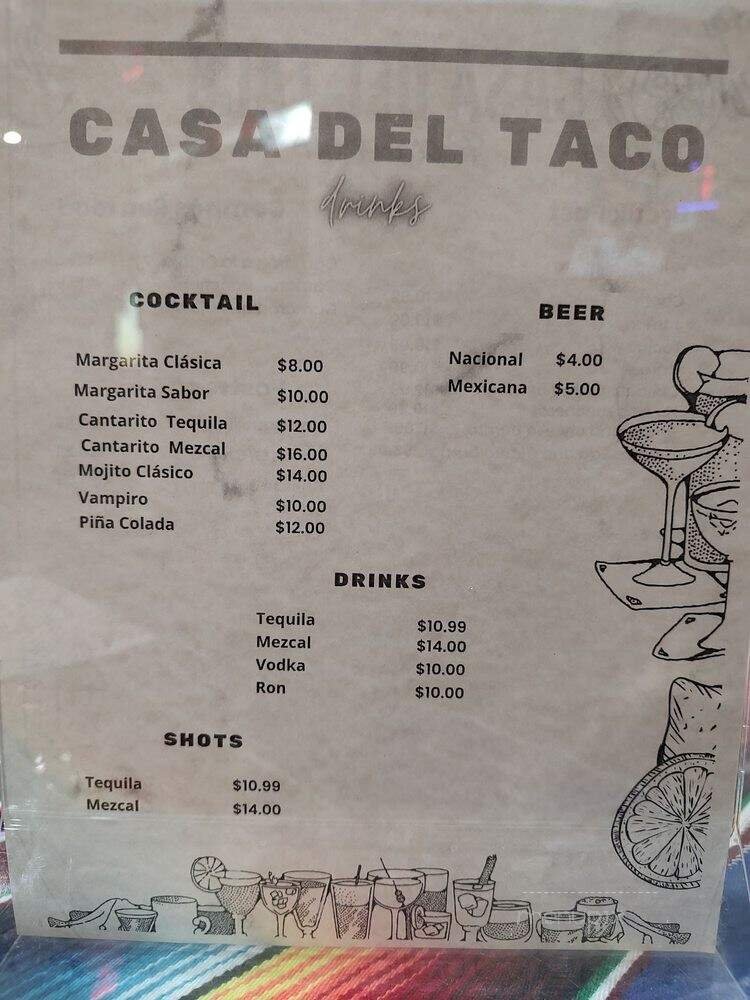 CASA DEL TACO
drinks
COCKTAIL
Margarita Clásica $8.00
Margarita Sabor $10.00
Cantarito Tequila $12.00
Cantarito Mezcal $16.00
Mojito Clásico $14.00
Vampiro $10.00
Piña Colada $12.00
BEER
Nacional $4.00
Mexicana $5.00
DRINKS
Tequila $10.99
Mezcal $14.00
Vodka $10.00
Ron $10.00
SHOTS
Tequila $10.99
Mezcal $14.00